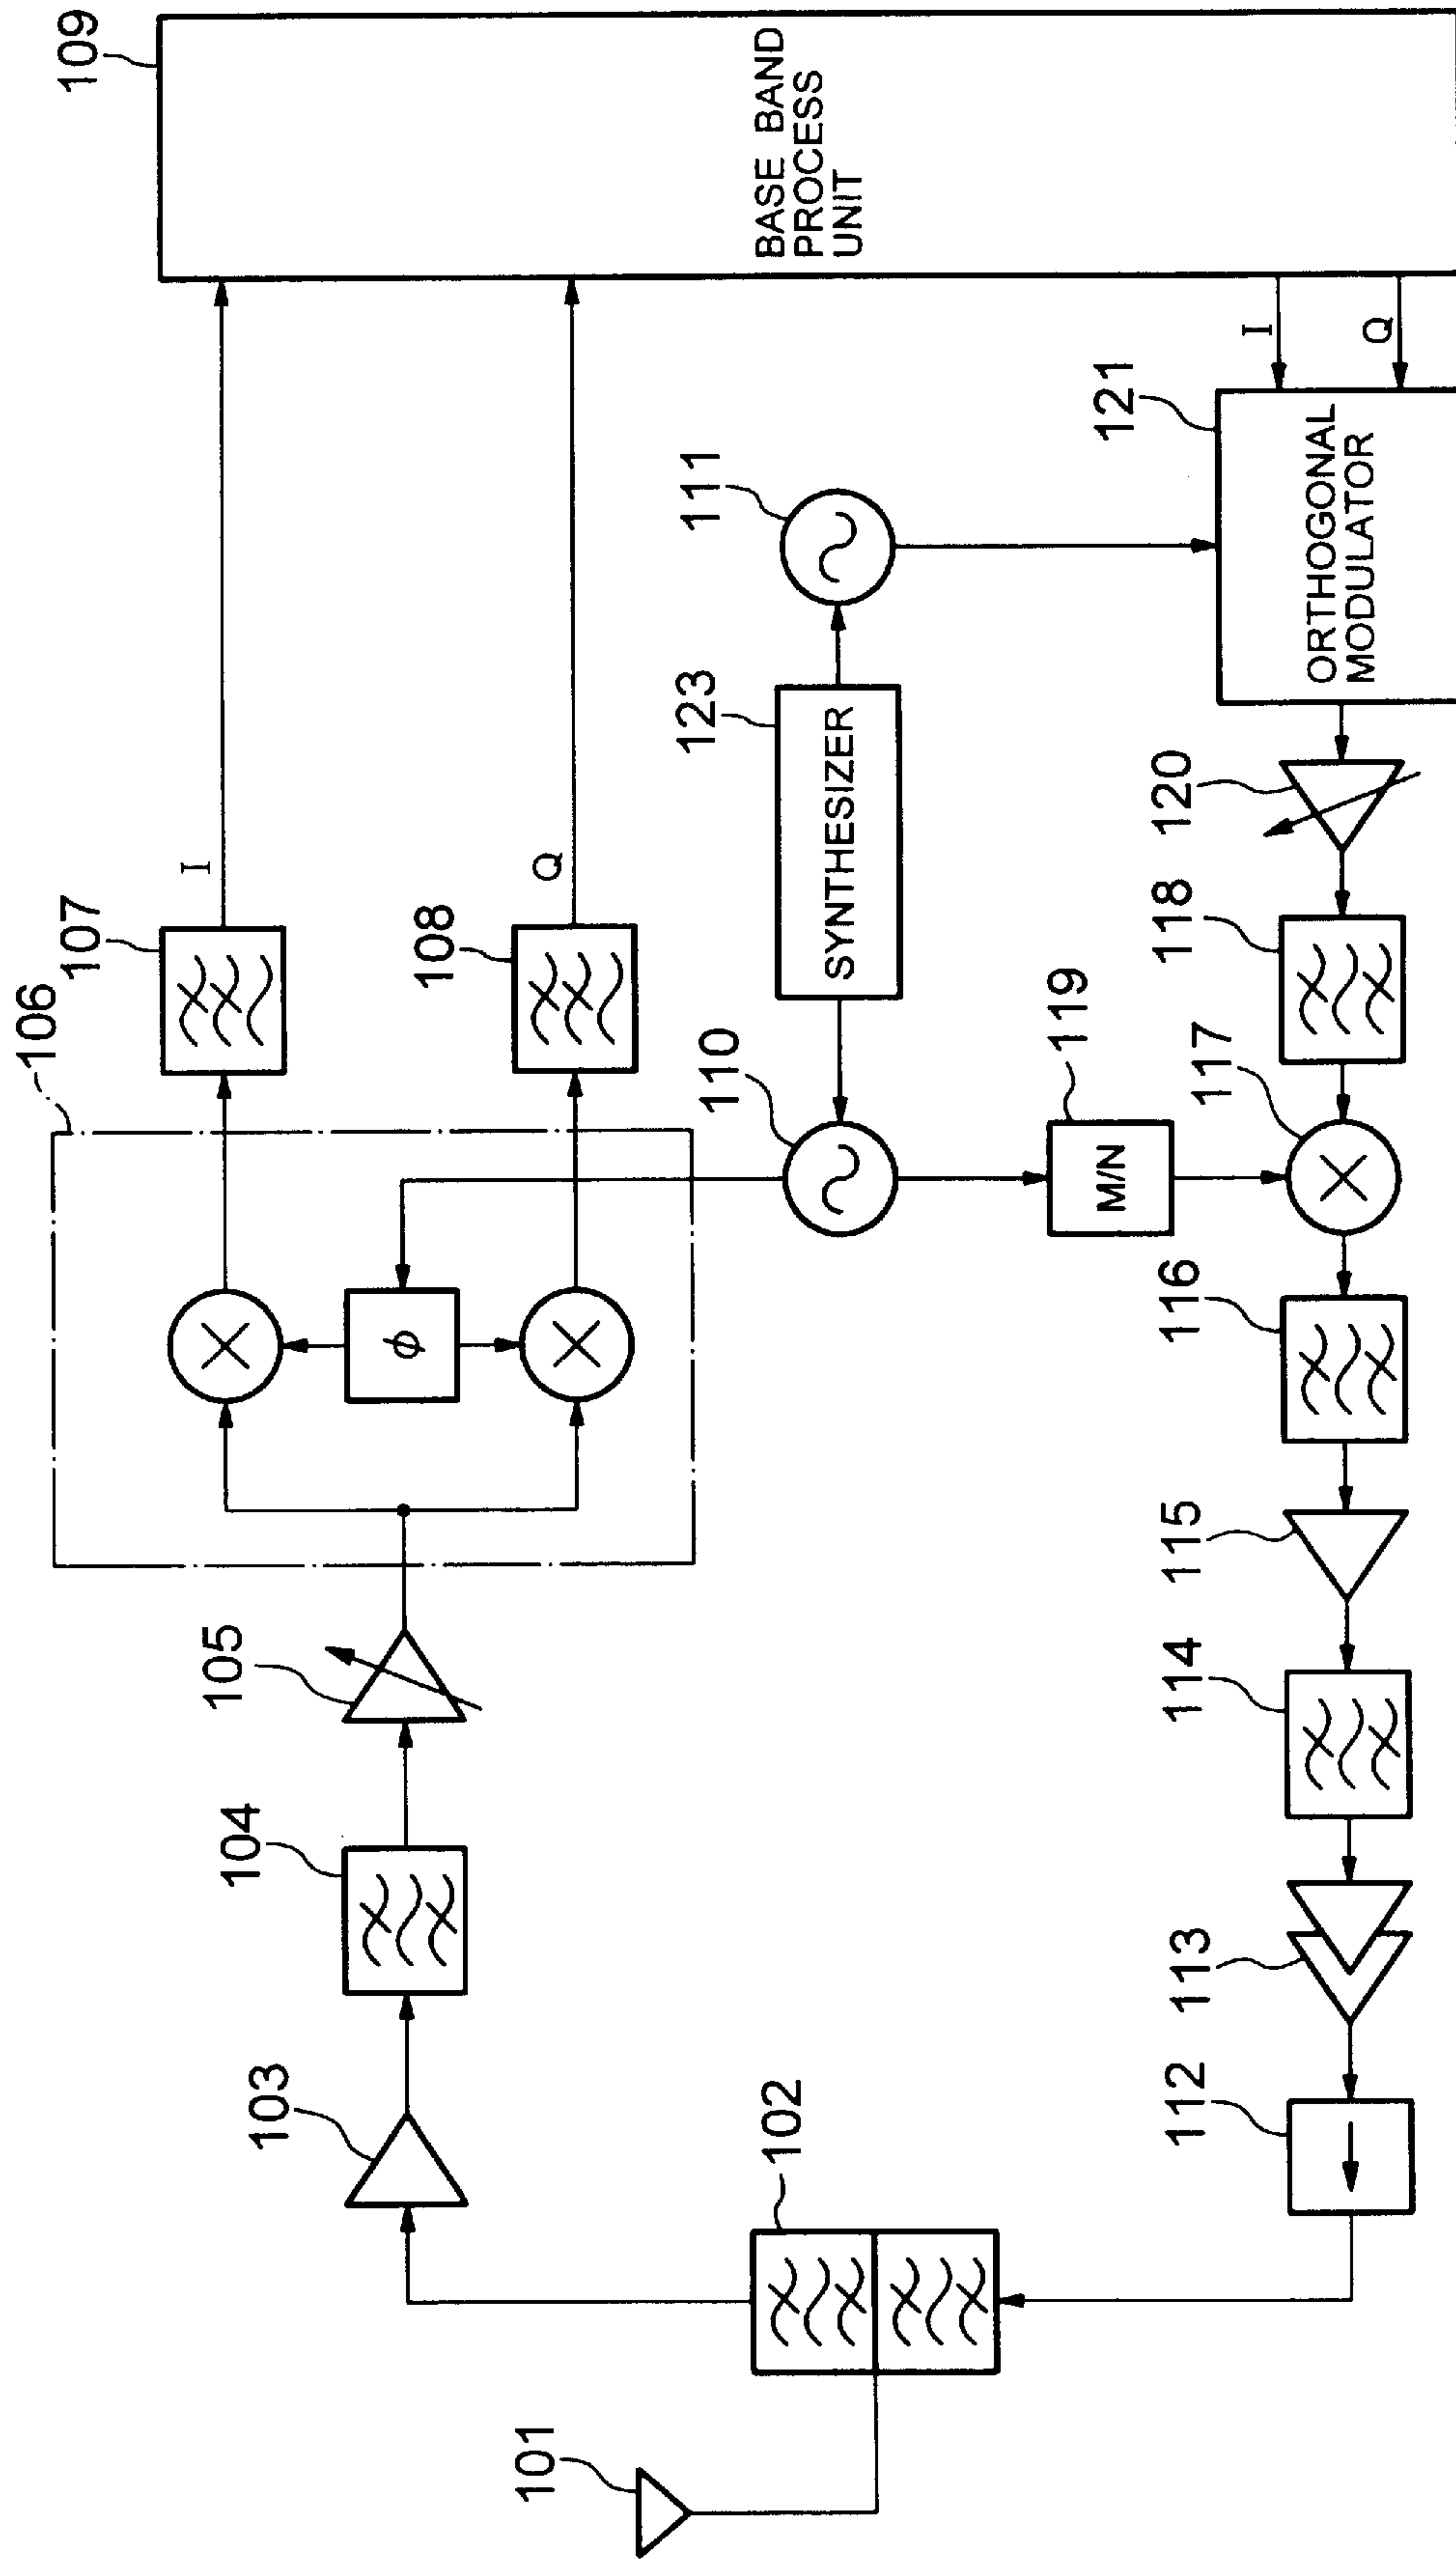 109
BASE BAND
PROCESS
UNIT
107
I
106
108
Q
111
121
I
Q
123
SYNTHESIZER
ORTHOGONAL
MODULATOR
110
119
M/N
120
118
117
116
ϕ
105
115
104
114
103
113
102
112
101